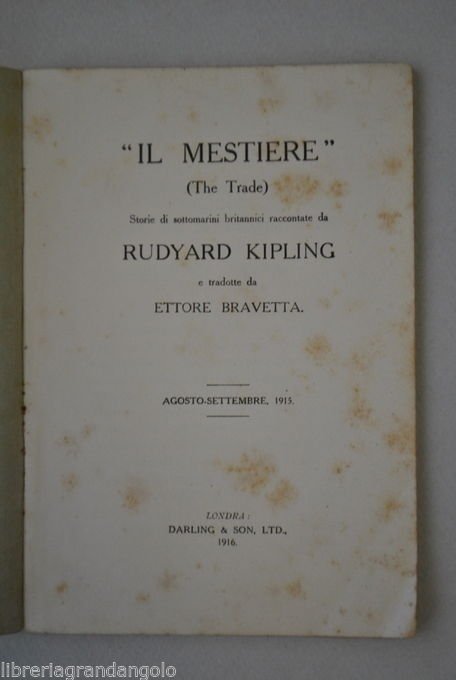 "IL MESTIERE"
(The Trade)
Storie di sottomarini britannici raccontate da
RUDYARD KIPLING
e tradotte da
ETTORE BRAVETTA.
AGOSTO-SETTEMBRE, 1915.
LONDRA:
DARLING & SON, LTD.,
1916.
libreriagrandangolo